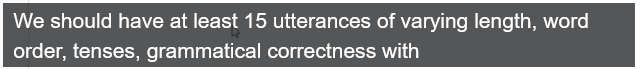 We should have at least 15 utterances of varying length, word
order, tenses, grammatical correctness with